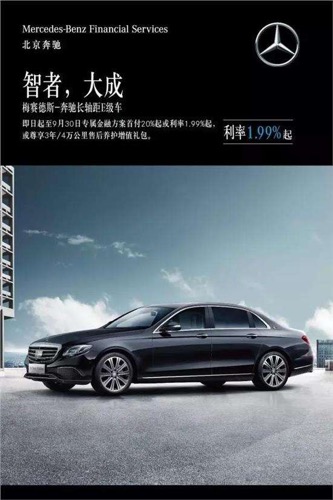 Mercedes-Benz Financial Services
北京奔驰
智者，大成
梅赛德斯-奔驰长轴距E级车
即日起至9月30日专属金融方案首付20%起或利率1.99%起，
或尊享3年/4万公里售后养护增值礼包。
利率1.99%起